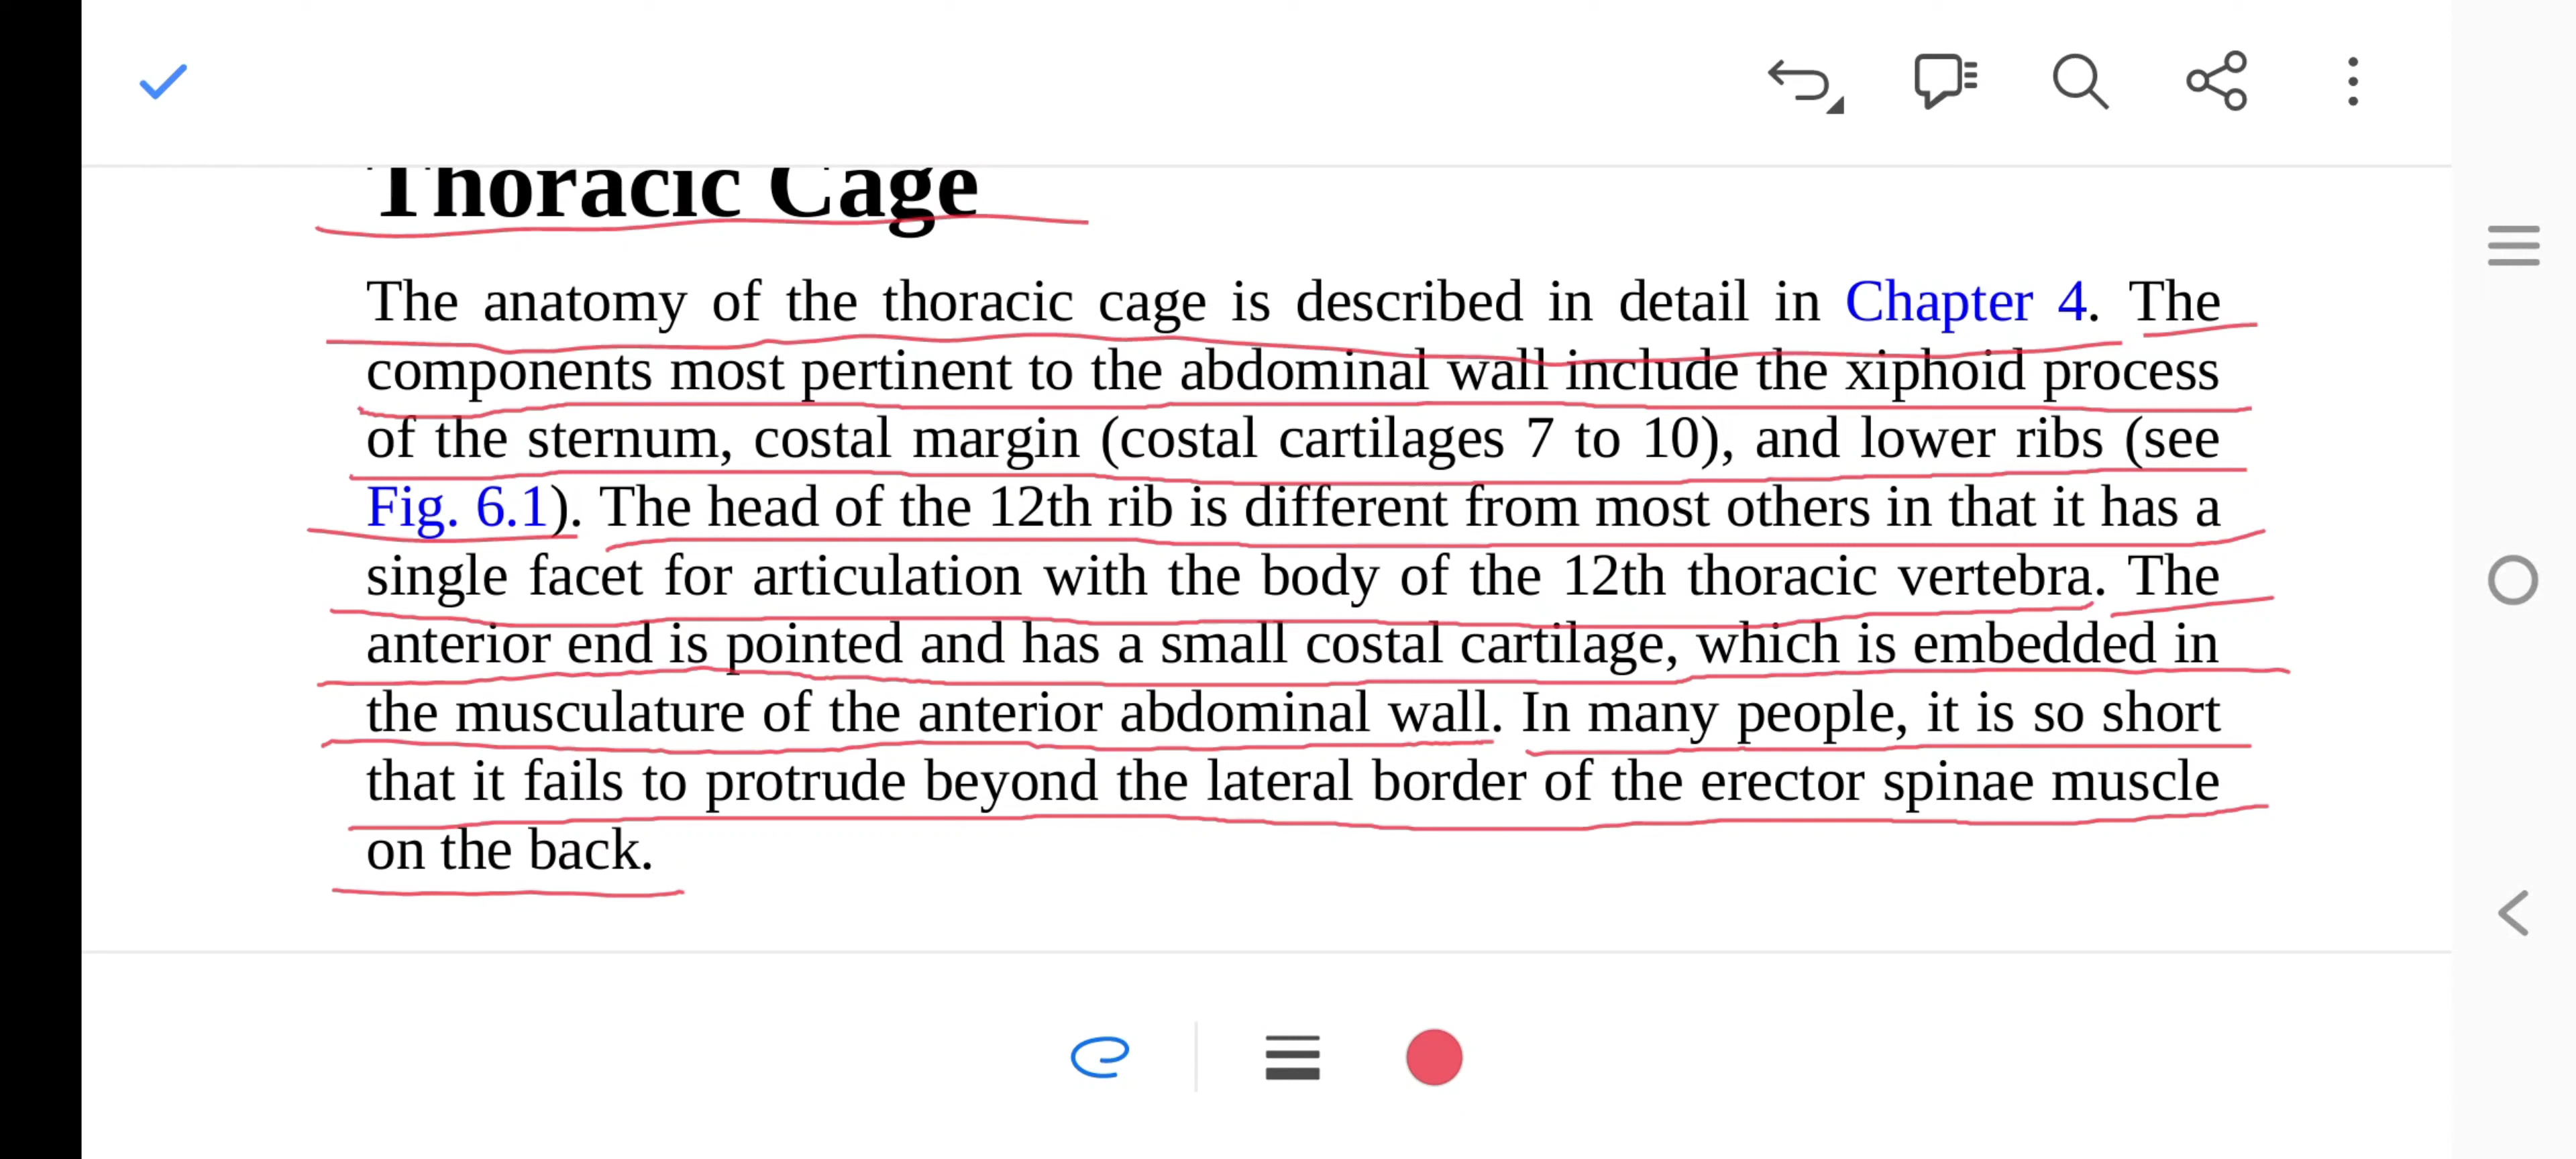 Thoracic Cage
The anatomy of the thoracic cage is described in detail in Chapter 4. The
components most pertinent to the abdominal wall include the xiphoid process
of the sternum, costal margin (costal cartilages 7 to 10), and lower ribs (see
Fig. 6.1). The head of the 12th rib is different from most others in that it has a
single facet for articulation with the body of the 12th thoracic vertebra. The
anterior end is pointed and has a small costal cartilage, which is embedded in
the musculature of the anterior abdominal wall. In many people, it is so short
that it fails to protrude beyond the lateral border of the erector spinae muscle
on the back.